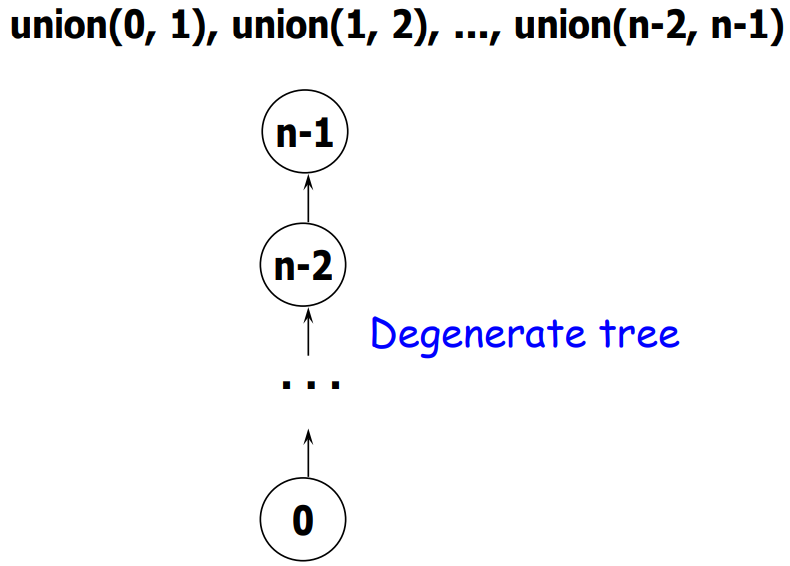 union(0, 1), union(1, 2), ..., union(n-2, n-1)
n-1
n-2
Degenerate tree
...
0